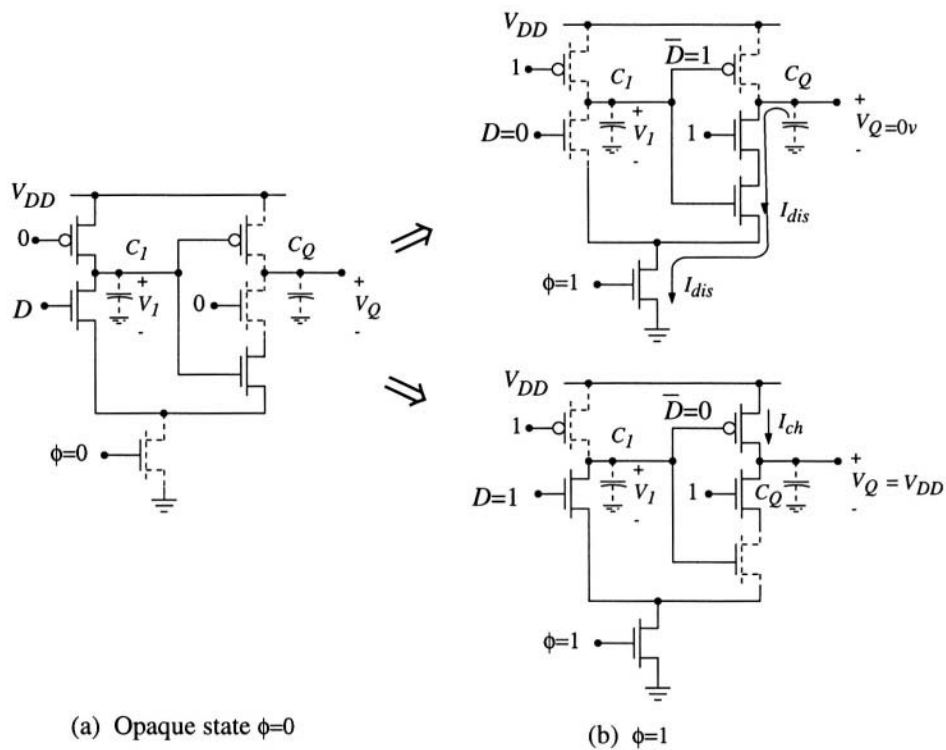 V_DD
1
D̅=1
C_1
C_Q
D=0
+
V_1
-
1
+
V_Q=0v
-
I_dis
I_dis
ϕ=1
V_DD
0
C_1
C_Q
D
+
V_1
-
0
+
V_Q
-
ϕ=0
V_DD
1
D̅=0
I_ch
C_1
D=1
+
V_1
-
1
C_Q
+
V_Q = V_DD
-
ϕ=1
(a) Opaque state ϕ=0
(b) ϕ=1